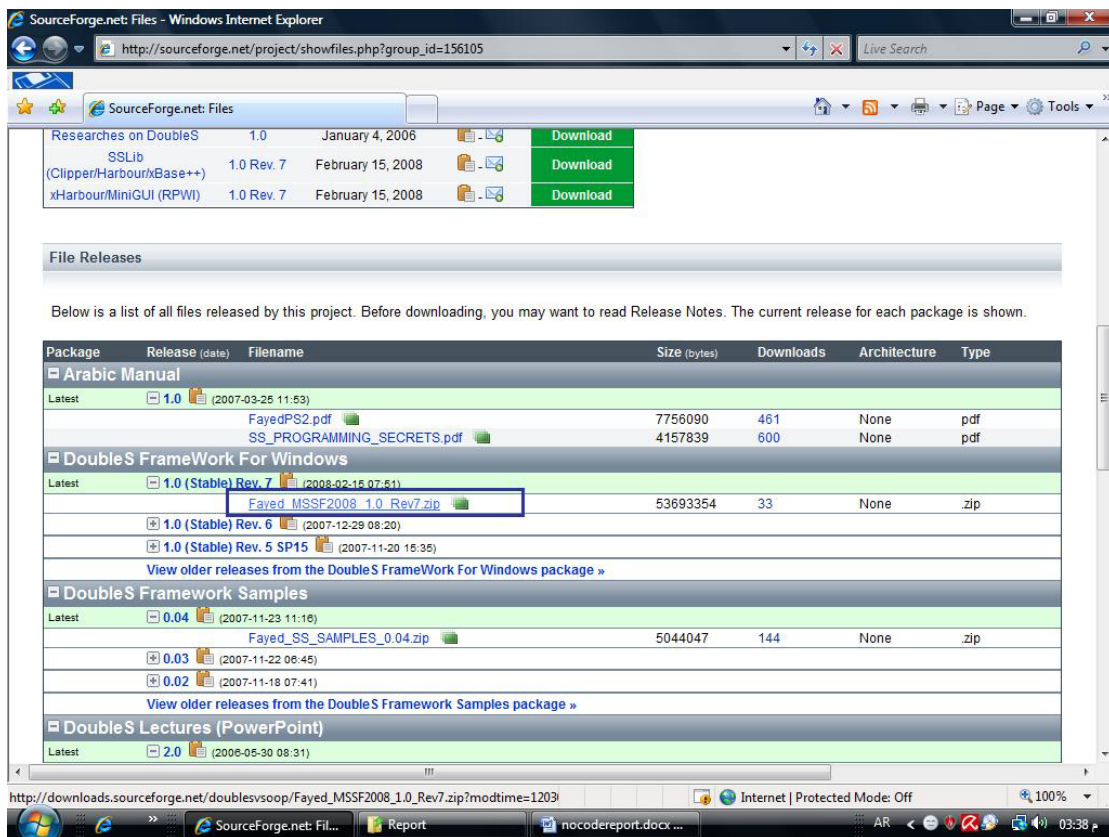 SourceForge.net: Files - Windows Internet Explorer
http://sourceforge.net/project/showfiles.php?group_id=156105
Live Search
SourceForge.net: Files
Page Tools
Researches on DoubleS 1.0 January 4, 2006 Download
SSLib (Clipper/Harbour/xBase++) 1.0 Rev. 7 February 15, 2008 Download
xHarbour/MiniGUI (RPWI) 1.0 Rev. 7 February 15, 2008 Download
File Releases
Below is a list of all files released by this project. Before downloading, you may want to read Release Notes. The current release for each package is shown.
Package Release (date) Filename Size (bytes) Downloads Architecture Type
Arabic Manual
Latest 1.0 (2007-03-25 11:53)
FayedPS2.pdf 7756090 461 None pdf
SS_PROGRAMMING_SECRETS.pdf 4157839 600 None pdf
DoubleS FrameWork For Windows
Latest 1.0 (Stable) Rev. 7 (2008-02-15 07:51)
Fayed_MSSF2008_1.0_Rev7.zip 53693354 33 None .zip
1.0 (Stable) Rev. 6 (2007-12-29 08:20)
1.0 (Stable) Rev. 5 SP15 (2007-11-20 15:35)
View older releases from the DoubleS FrameWork For Windows package »
DoubleS Framework Samples
Latest 0.04 (2007-11-23 11:16)
Fayed_SS_SAMPLES_0.04.zip 5044047 144 None .zip
0.03 (2007-11-22 06:45)
0.02 (2007-11-18 07:41)
View older releases from the DoubleS Framework Samples package »
DoubleS Lectures (PowerPoint)
Latest 2.0 (2006-05-30 08:31)
http://downloads.sourceforge.net/doublesvsoop/Fayed_MSSF2008_1.0_Rev7.zip?modtime=1203
Internet | Protected Mode: Off 100%
SourceForge.net: Fil... Report nocodereport.docx ... AR 03:38 م